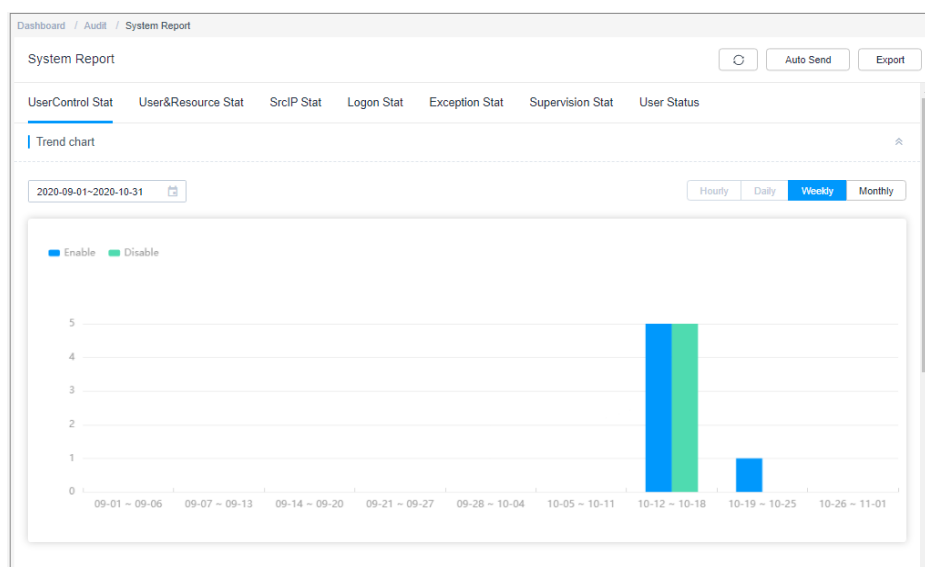 Dashboard / Audit / System Report
System Report
Auto Send Export
UserControl Stat User&Resource Stat SrcIP Stat Logon Stat Exception Stat Supervision Stat User Status
Trend chart
2020-09-01~2020-10-31 Hourly Daily Weekly Monthly
Enable Disable
5
4
3
2
1
0
09-01 ~ 09-06 09-07 ~ 09-13 09-14 ~ 09-20 09-21 ~ 09-27 09-28 ~ 10-04 10-05 ~ 10-11 10-12 ~ 10-18 10-19 ~ 10-25 10-26 ~ 11-01